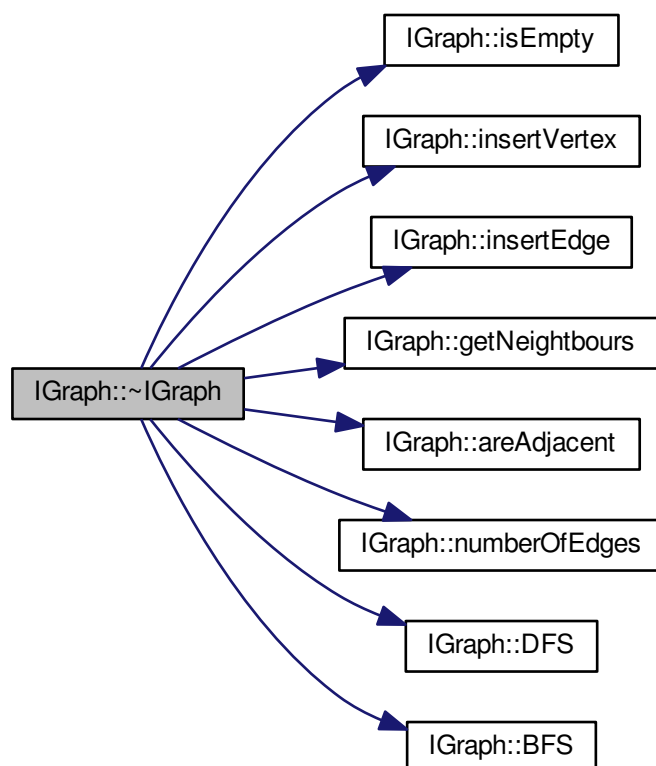 IGraph::isEmpty
IGraph::insertVertex
IGraph::insertEdge
IGraph::getNeightbours
IGraph::~IGraph
IGraph::areAdjacent
IGraph::numberOfEdges
IGraph::DFS
IGraph::BFS